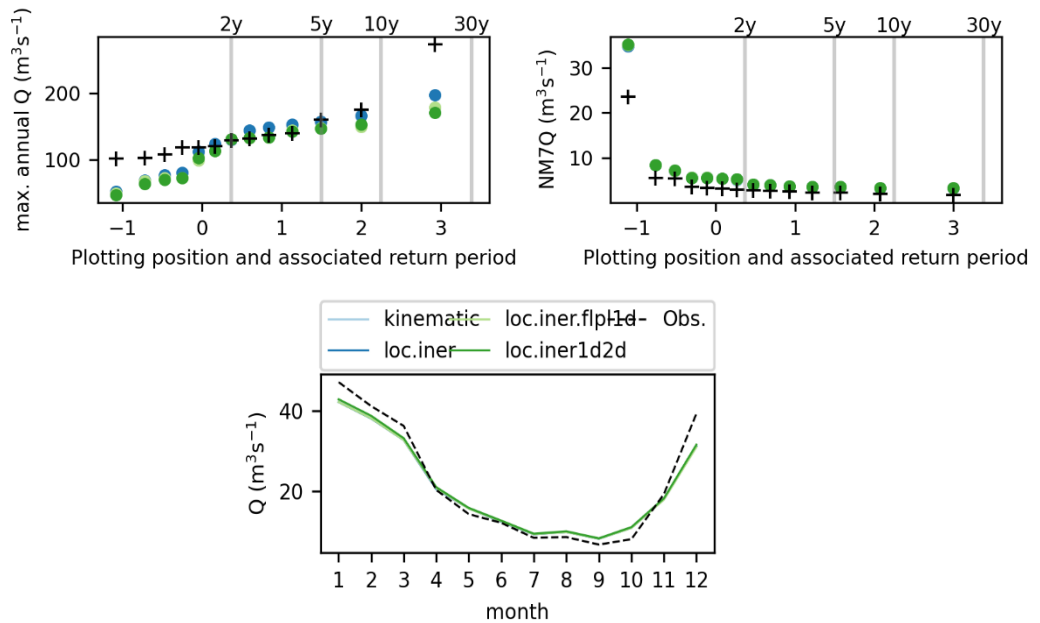 2y 5y 10y 30y
max. annual Q (m³s⁻¹)
200
100
−1 0 1 2 3
Plotting position and associated return period
2y 5y 10y 30y
NM7Q (m³s⁻¹)
30
10
−1 0 1 2 3
Plotting position and associated return period
kinematic loc.iner.flpl-1d Obs.
loc.iner loc.iner1d2d
Q (m³s⁻¹)
40
20
1 2 3 4 5 6 7 8 9 10 11 12
month